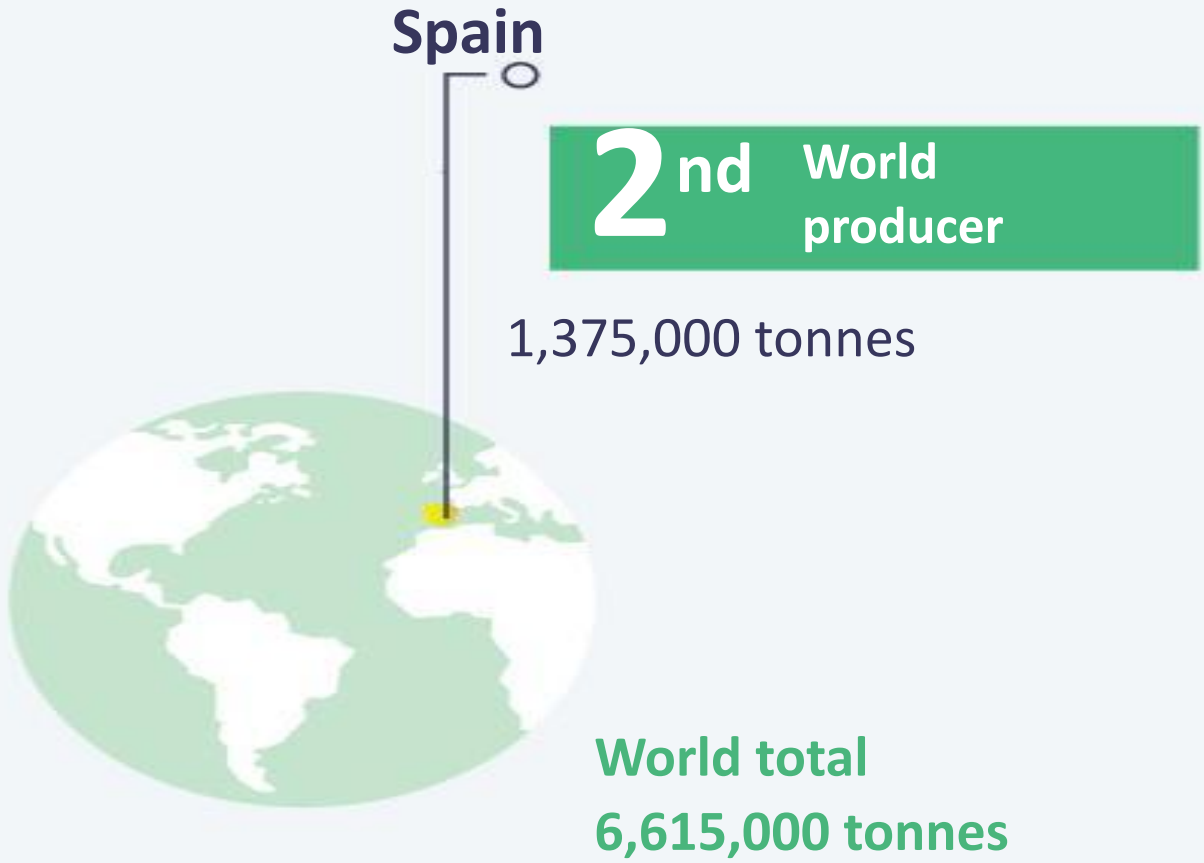 Spain
2nd World
producer
1,375,000 tonnes
World total
6,615,000 tonnes